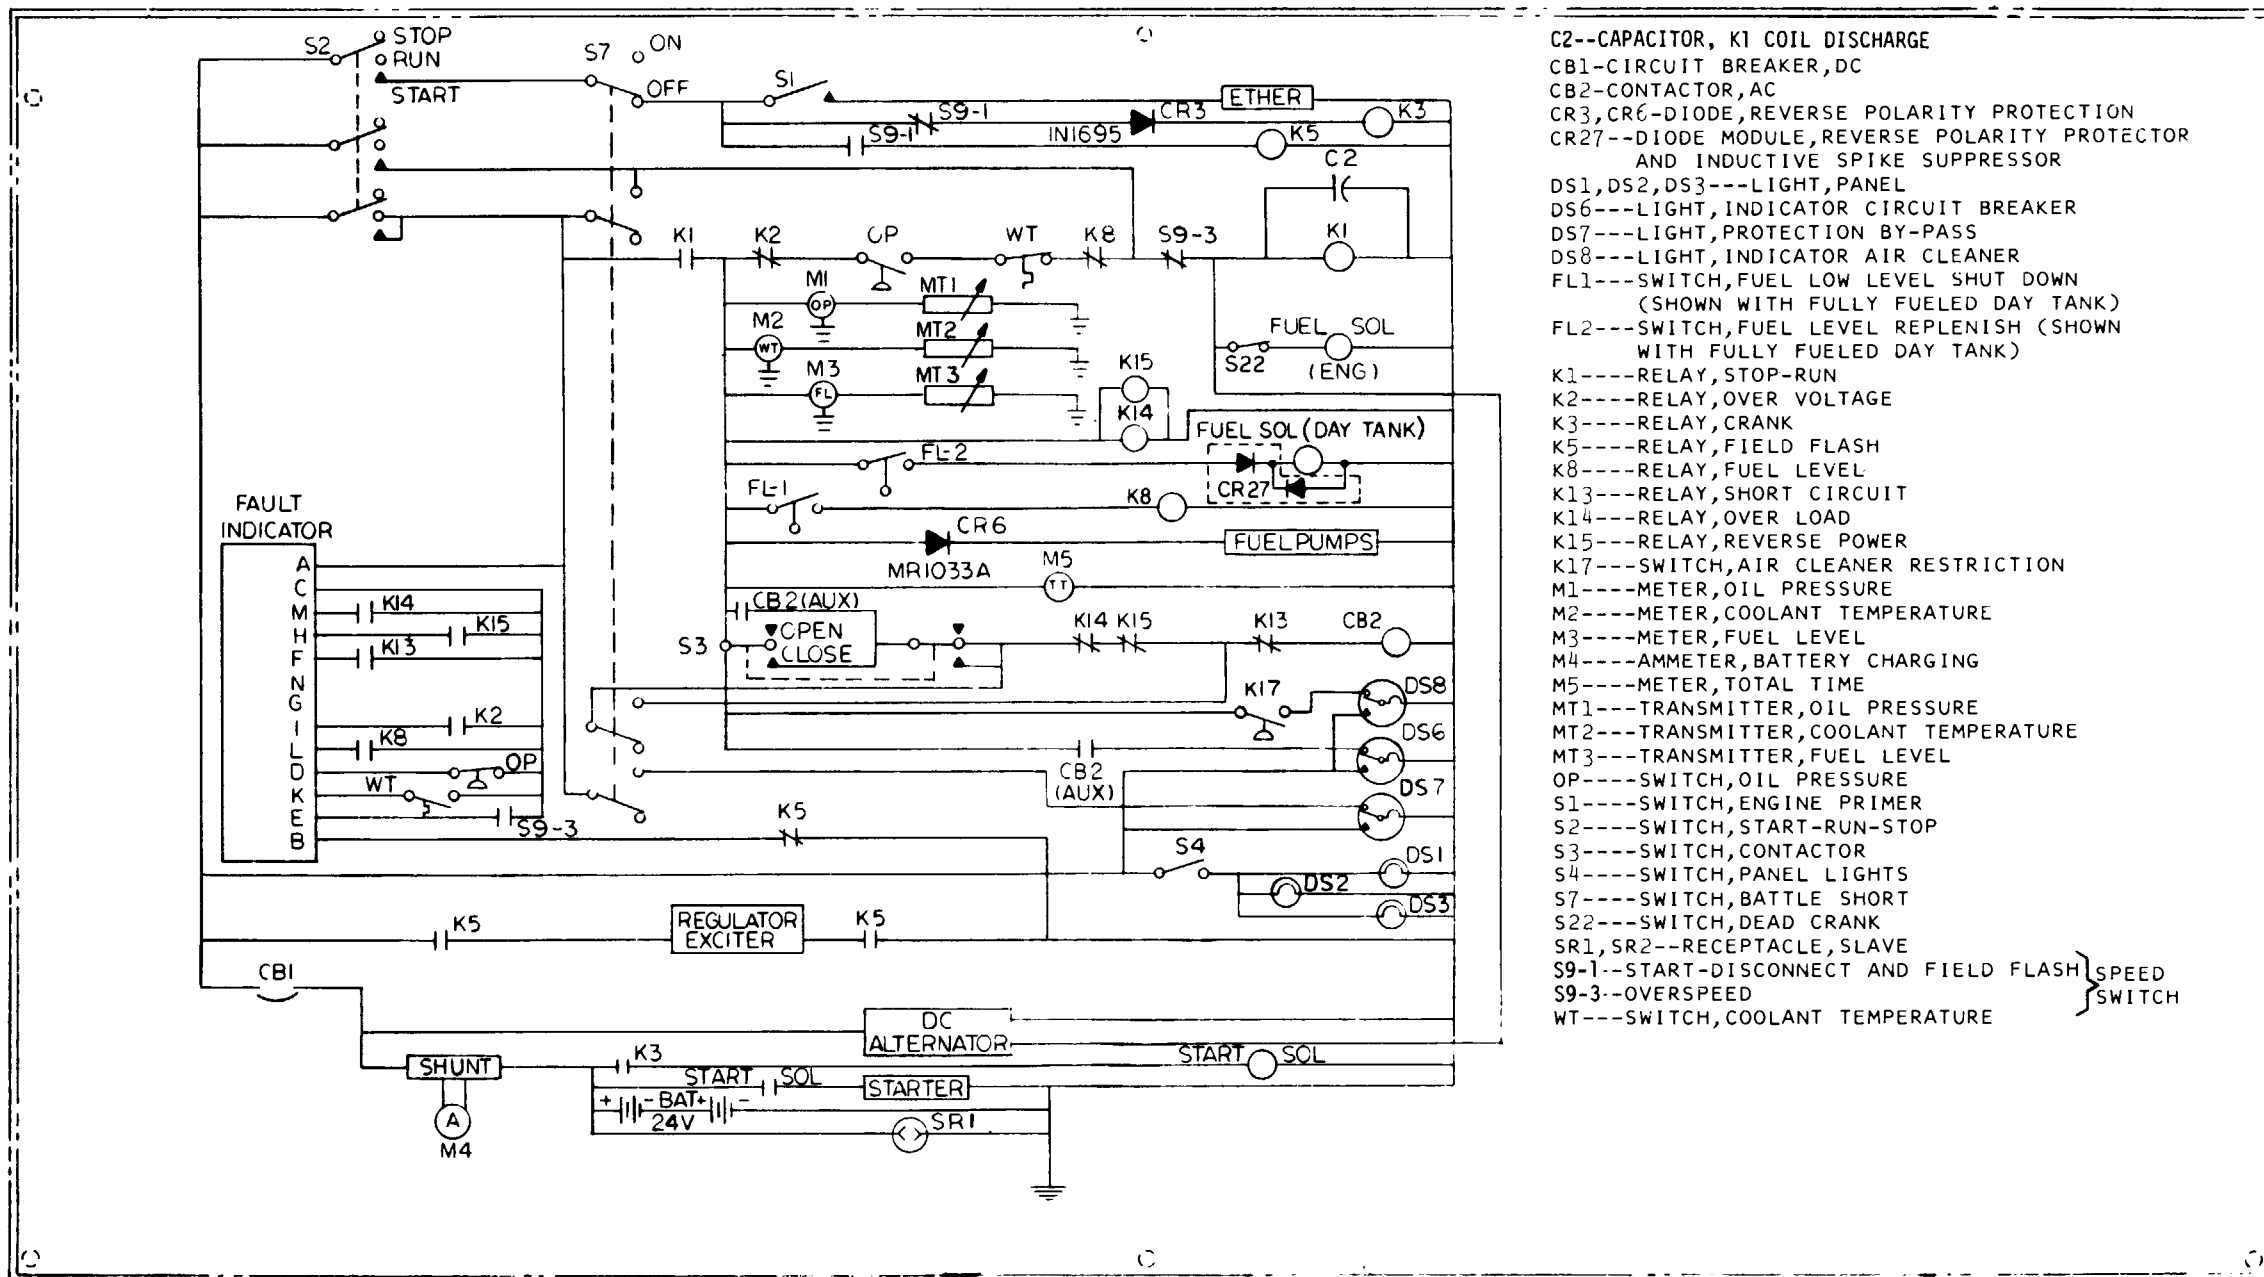 S2
STOP
RUN
START
S7
ON
OFF
S1
ETHER
S9-1
CR3
K3
S9-1
IN1695
K5
C2
K1
K2
OP
WT
K8
S9-3
K1
M1
OP
MT1
M2
WT
MT2
FUEL SOL
S22
(ENG)
M3
FL
MT3
K15
K14
FUEL SOL(DAY TANK)
FL-2
CR27
FL-1
K8
CR6
FUEL PUMPS
MR1033A
M5
TT
FAULT
INDICATOR
A
C
M
K14
H
K15
F
K13
N
G
I
K2
L
K8
D
OP
K
WT
E
S9-3
B
K5
CB2(AUX)
S3
OPEN
CLOSE
K14
K15
K13
CB2
K17
DS8
DS6
CB2
(AUX)
DS7
S4
DS1
DS2
DS3
K5
REGULATOR
EXCITER
K5
CB1
DC
ALTERNATOR
SHUNT
K3
START SOL
START SOL
STARTER
+ - BAT + -
24V
SR1
A
M4
C2--CAPACITOR, K1 COIL DISCHARGE
CB1-CIRCUIT BREAKER,DC
CB2-CONTACTOR,AC
CR3,CR6-DIODE,REVERSE POLARITY PROTECTION
CR27--DIODE MODULE,REVERSE POLARITY PROTECTOR
AND INDUCTIVE SPIKE SUPPRESSOR
DS1,DS2,DS3---LIGHT,PANEL
DS6---LIGHT,INDICATOR CIRCUIT BREAKER
DS7---LIGHT,PROTECTION BY-PASS
DS8---LIGHT,INDICATOR AIR CLEANER
FL1---SWITCH,FUEL LOW LEVEL SHUT DOWN
(SHOWN WITH FULLY FUELED DAY TANK)
FL2---SWITCH,FUEL LEVEL REPLENISH (SHOWN
WITH FULLY FUELED DAY TANK)
K1----RELAY,STOP-RUN
K2----RELAY,OVER VOLTAGE
K3----RELAY,CRANK
K5----RELAY,FIELD FLASH
K8----RELAY,FUEL LEVEL
K13---RELAY,SHORT CIRCUIT
K14---RELAY,OVER LOAD
K15---RELAY,REVERSE POWER
K17---SWITCH,AIR CLEANER RESTRICTION
M1----METER,OIL PRESSURE
M2----METER,COOLANT TEMPERATURE
M3----METER,FUEL LEVEL
M4----AMMETER,BATTERY CHARGING
M5----METER,TOTAL TIME
MT1---TRANSMITTER,OIL PRESSURE
MT2---TRANSMITTER,COOLANT TEMPERATURE
MT3---TRANSMITTER,FUEL LEVEL
OP----SWITCH,OIL PRESSURE
S1----SWITCH,ENGINE PRIMER
S2----SWITCH,START-RUN-STOP
S3----SWITCH,CONTACTOR
S4----SWITCH,PANEL LIGHTS
S7----SWITCH,BATTLE SHORT
S22---SWITCH,DEAD CRANK
SR1,SR2--RECEPTACLE,SLAVE
S9-1--START-DISCONNECT AND FIELD FLASH
S9-3--OVERSPEED
SPEED
SWITCH
WT---SWITCH,COOLANT TEMPERATURE